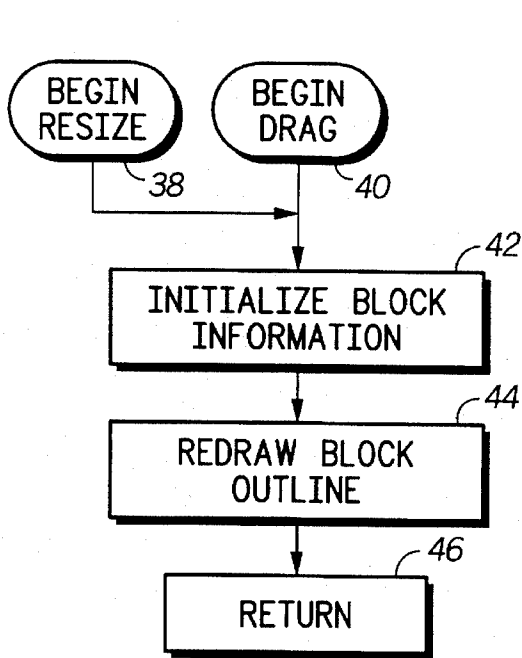 BEGIN
RESIZE
38
BEGIN
DRAG
40
42
INITIALIZE BLOCK
INFORMATION
44
REDRAW BLOCK
OUTLINE
46
RETURN